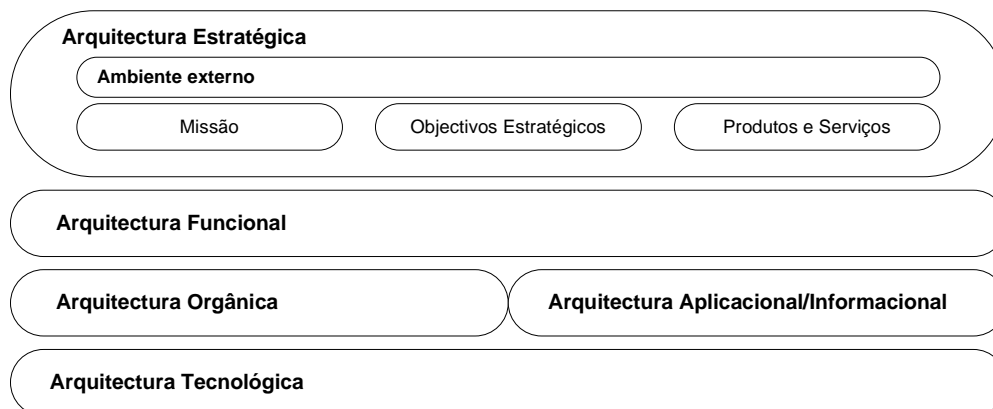 Arquitectura Estratégica
Ambiente externo
Missão
Objectivos Estratégicos
Produtos e Serviços
Arquitectura Funcional
Arquitectura Orgânica
Arquitectura Aplicacional/Informacional
Arquitectura Tecnológica